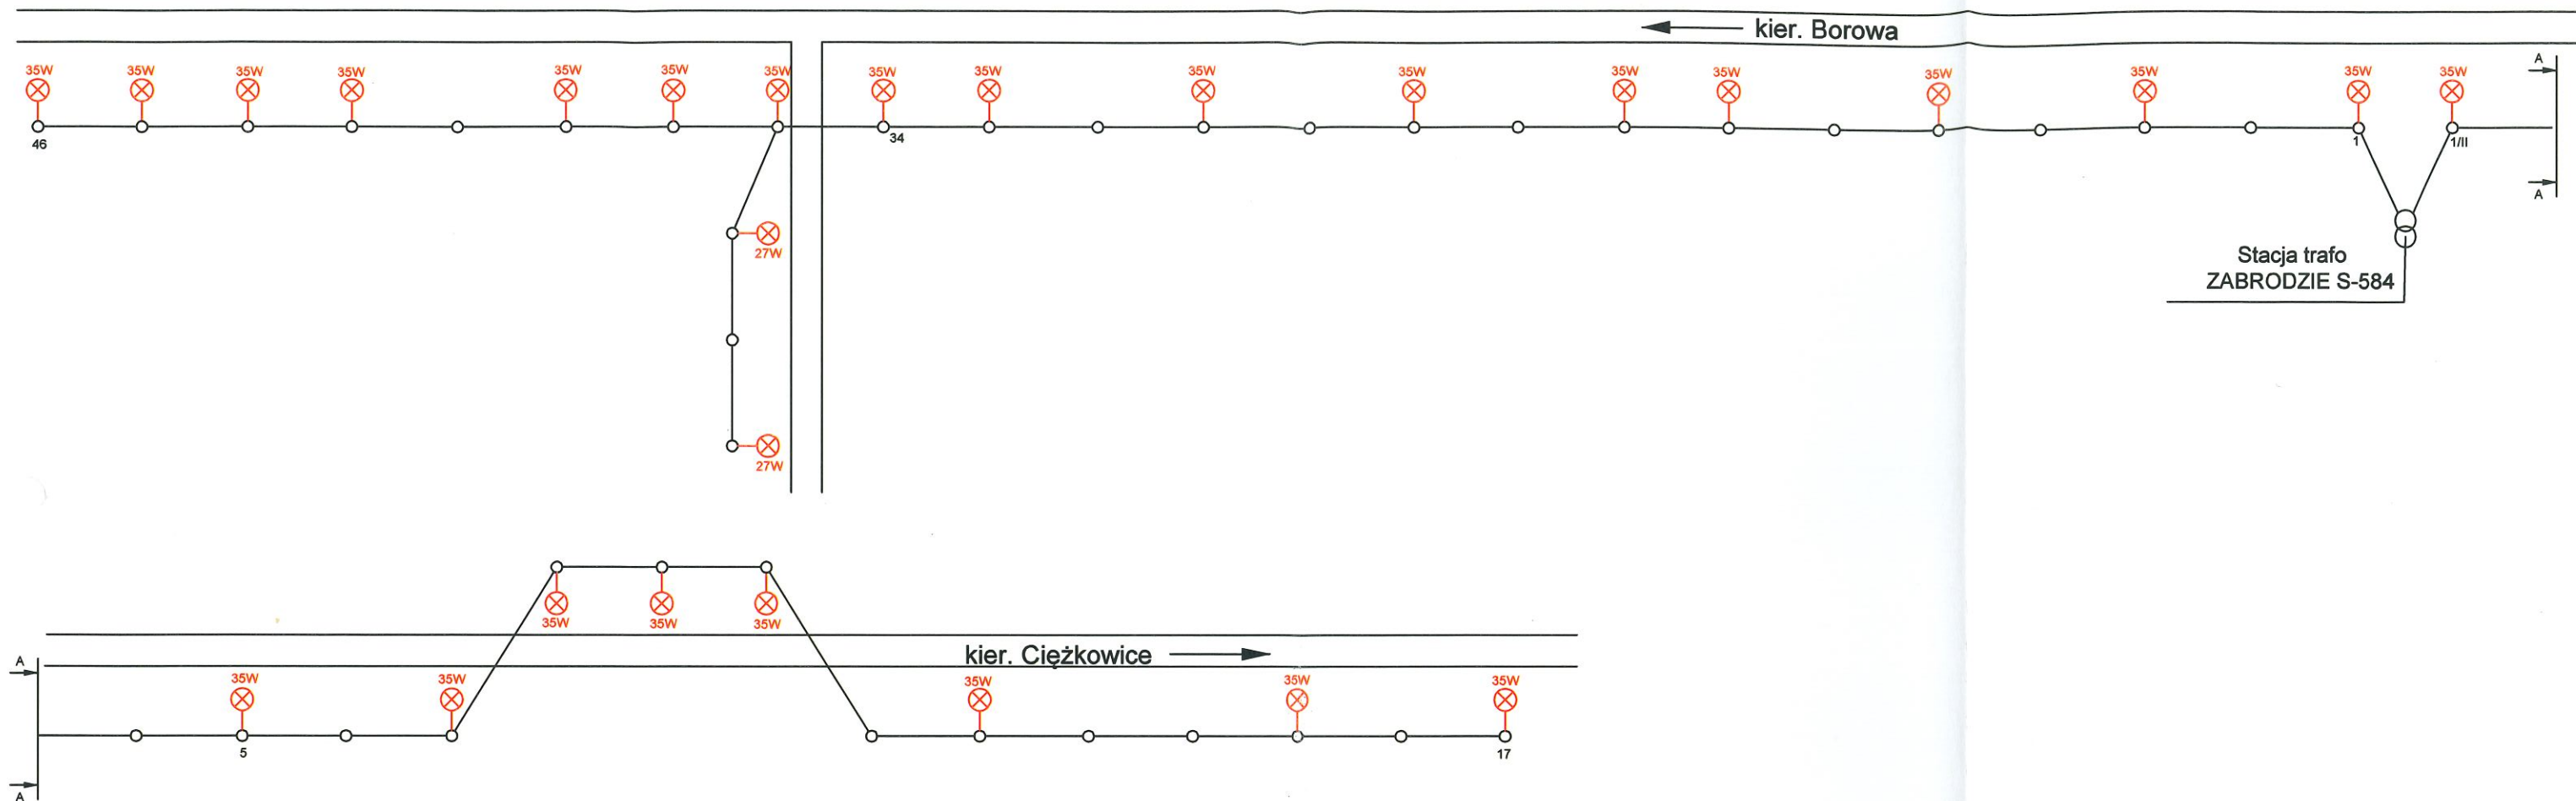 kier. Borowa
A
35W 35W 35W 35W 35W 35W 35W 35W 35W 35W 35W 35W 35W 35W 35W 35W 35W
46 34 1 1/II
A
27W
Stacja trafo
ZABRODZIE S-584
27W
35W 35W 35W
kier. Ciężkowice
A
35W 35W 35W 35W 35W
5 17
A